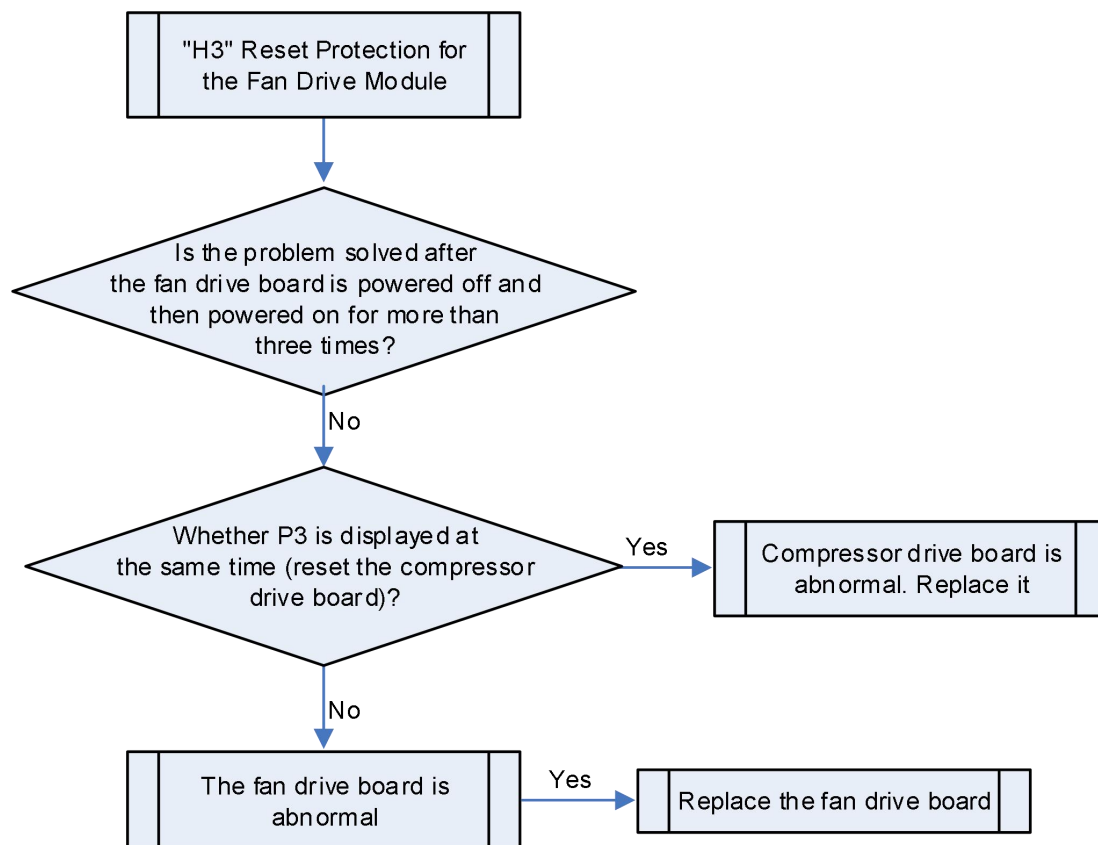 "H3" Reset Protection for
the Fan Drive Module
Is the problem solved after
the fan drive board is powered off and
then powered on for more than
three times?
No
Whether P3 is displayed at
the same time (reset the compressor
drive board)?
Yes
Compressor drive board is
abnormal. Replace it
No
The fan drive board is
abnormal
Yes
Replace the fan drive board